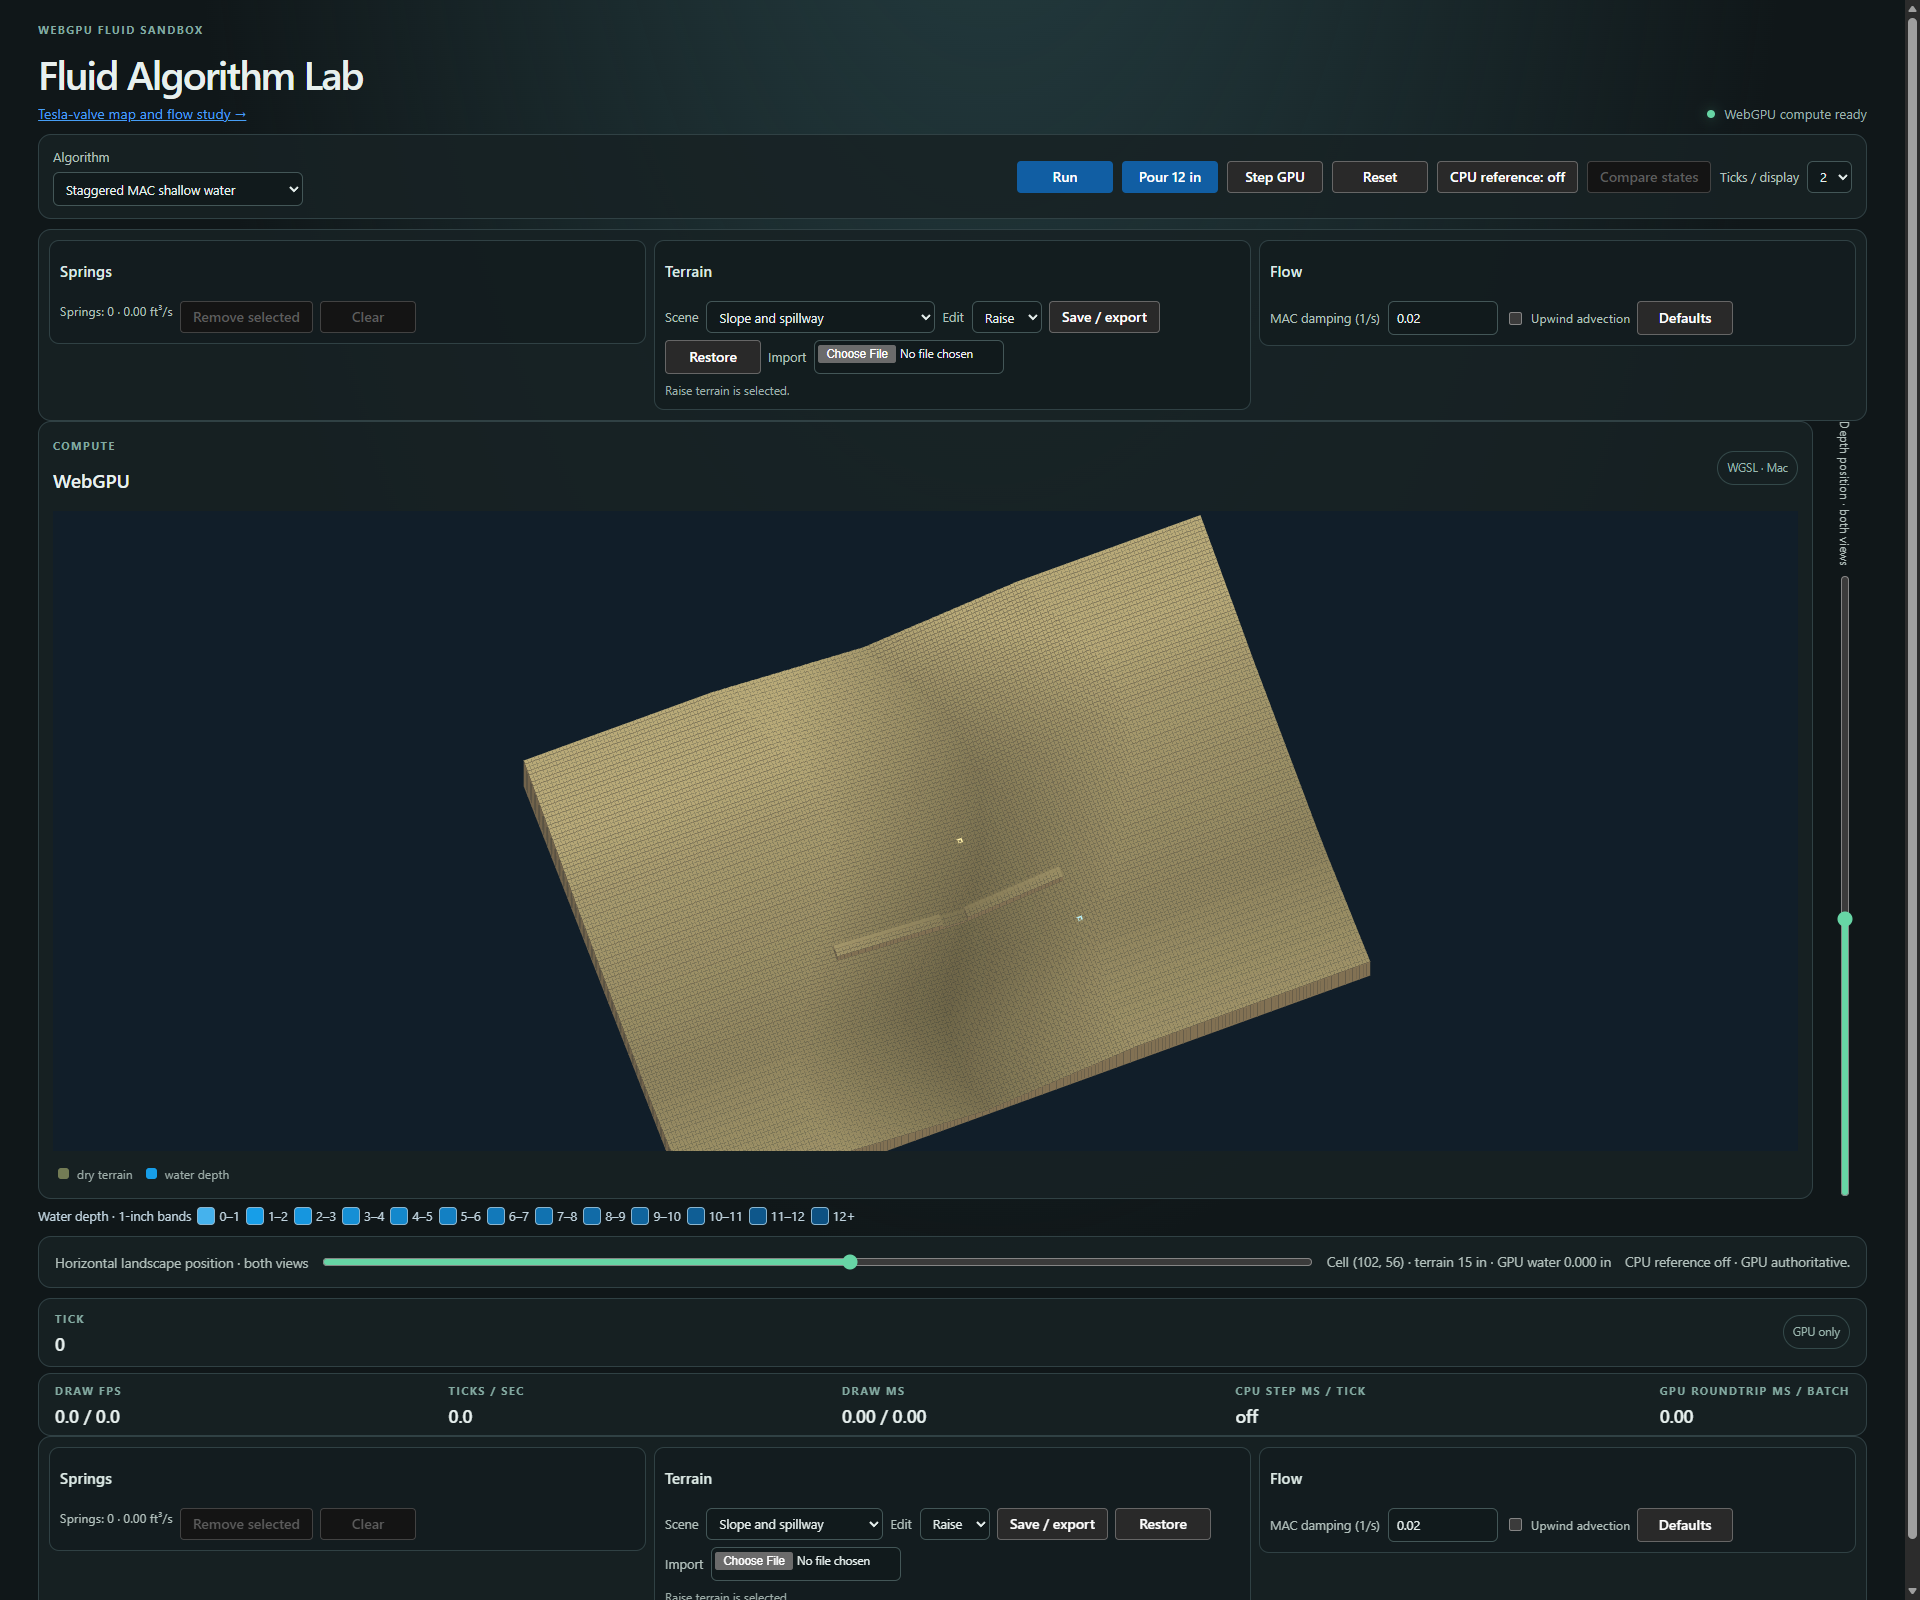 WEBGPU FLUID SANDBOX
Fluid Algorithm Lab
Tesla-valve map and flow study →
WebGPU compute ready
Algorithm
Staggered MAC shallow water
Run
Pour 12 in
Step GPU
Reset
CPU reference: off
Compare states
Ticks / display
2
Springs
Springs: 0 · 0.00 ft³/s
Remove selected
Clear
Terrain
Scene
Slope and spillway
Edit
Raise
Save / export
Restore
Import
Choose File No file chosen
Raise terrain is selected.
Flow
MAC damping (1/s)
0.02
Upwind advection
Defaults
COMPUTE
WebGPU
WGSL · Mac
Depth position · both views
dry terrain
water depth
Water depth · 1-inch bands 0–1 1–2 2–3 3–4 4–5 5–6 6–7 7–8 8–9 9–10 10–11 11–12 12+
Horizontal landscape position · both views
Cell (102, 56) · terrain 15 in · GPU water 0.000 in
CPU reference off · GPU authoritative.
TICK
0
GPU only
DRAW FPS
0.0 / 0.0
TICKS / SEC
0.0
DRAW MS
0.00 / 0.00
CPU STEP MS / TICK
off
GPU ROUNDTRIP MS / BATCH
0.00
Springs
Springs: 0 · 0.00 ft³/s
Remove selected
Clear
Terrain
Scene
Slope and spillway
Edit
Raise
Save / export
Restore
Import
Choose File No file chosen
Raise terrain is selected.
Flow
MAC damping (1/s)
0.02
Upwind advection
Defaults